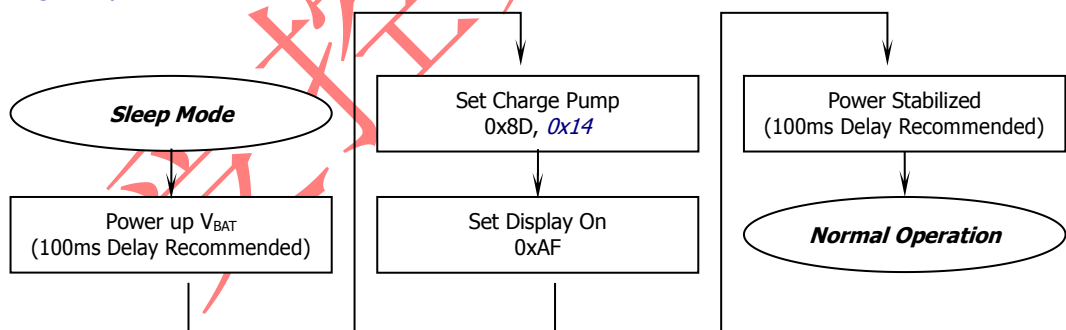 Sleep Mode
Power up VBAT
(100ms Delay Recommended)
Set Charge Pump
0x8D, 0x14
Set Display On
0xAF
Power Stabilized
(100ms Delay Recommended)
Normal Operation